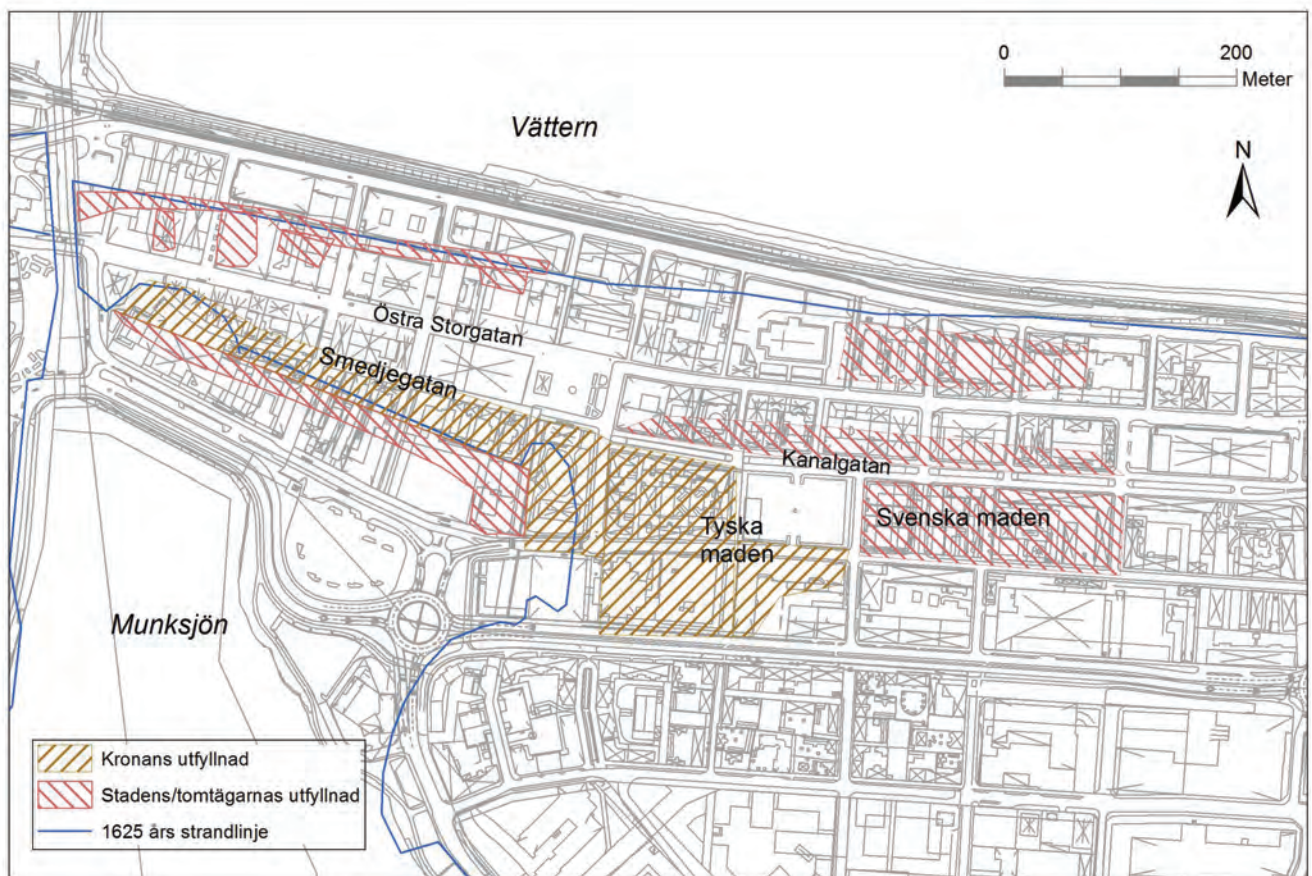 0 200
Meter
Vättern
N
Östra Storgatan
Smedjegatan
Kanalgatan
Svenska maden
Tyska
maden
Munksjön
Kronans utfyllnad
Stadens/tomtägarnas utfyllnad
1625 års strandlinje